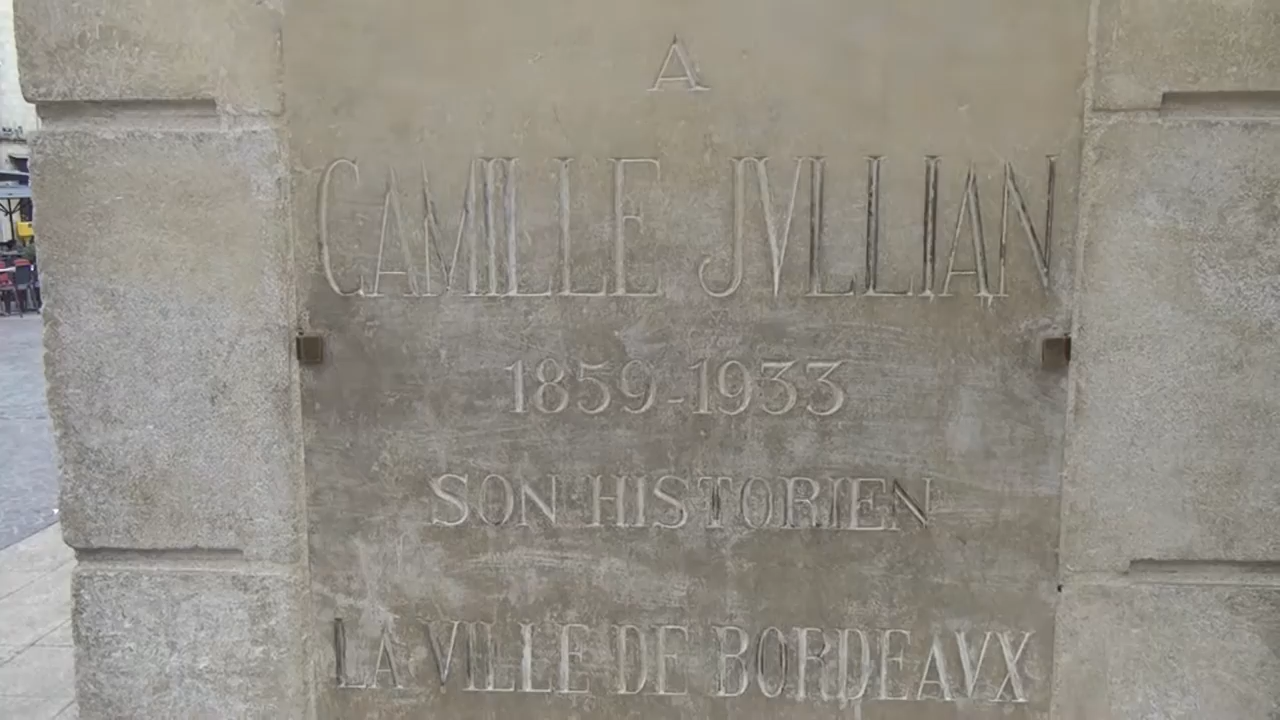 A
CAMILLE JVLLIAN
1859-1933
SON HISTORIEN
LA VILLE DE BORDEAVX